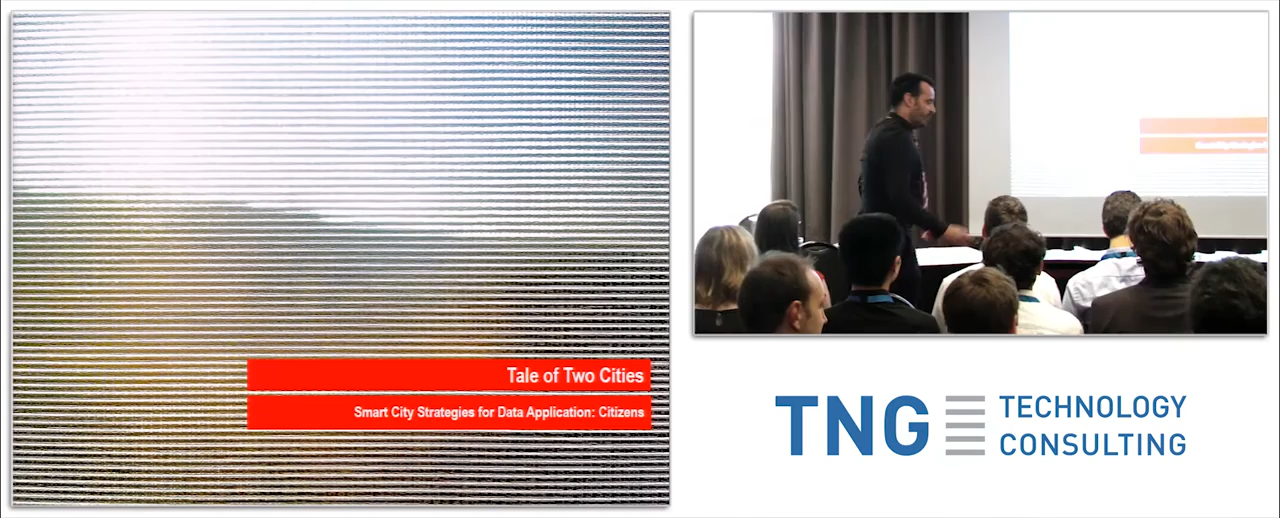 Tale of Two Cities
Smart City Strategies for Data Application: Citizens
TNG TECHNOLOGY
CONSULTING